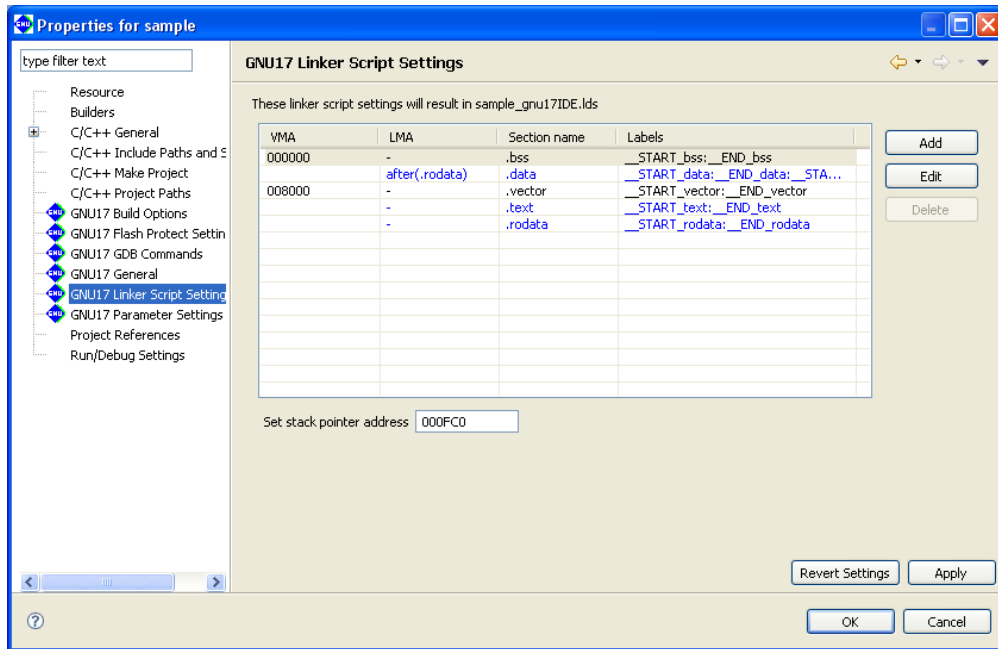 Properties for sample
type filter text
Resource
Builders
C/C++ General
C/C++ Include Paths and S
C/C++ Make Project
C/C++ Project Paths
GNU17 Build Options
GNU17 Flash Protect Settin
GNU17 GDB Commands
GNU17 General
GNU17 Linker Script Setting
GNU17 Parameter Settings
Project References
Run/Debug Settings
GNU17 Linker Script Settings
These linker script settings will result in sample_gnu17IDE.lds
VMA LMA Section name Labels
000000 - .bss __START_bss:__END_bss
after(.rodata) .data __START_data:__END_data:__STA...
008000 - .vector __START_vector:__END_vector
- .text __START_text:__END_text
- .rodata __START_rodata:__END_rodata
Add
Edit
Delete
Set stack pointer address 000FC0
Revert Settings Apply
OK Cancel